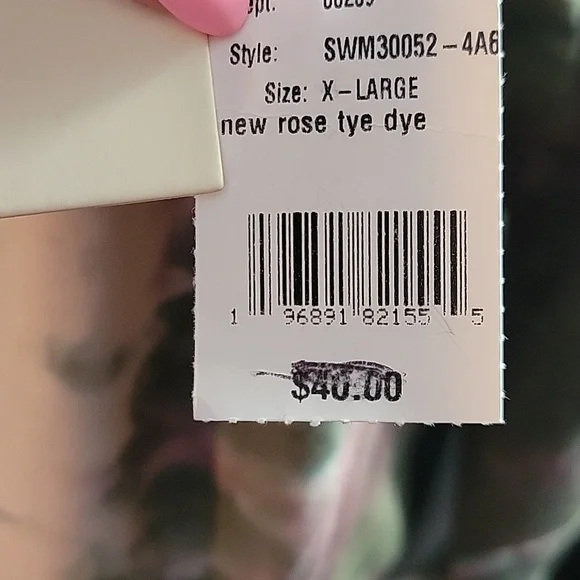 Style: SWM30052-4A6
Size: X-LARGE
new rose tye dye
1 96891 82155 5
$40.00